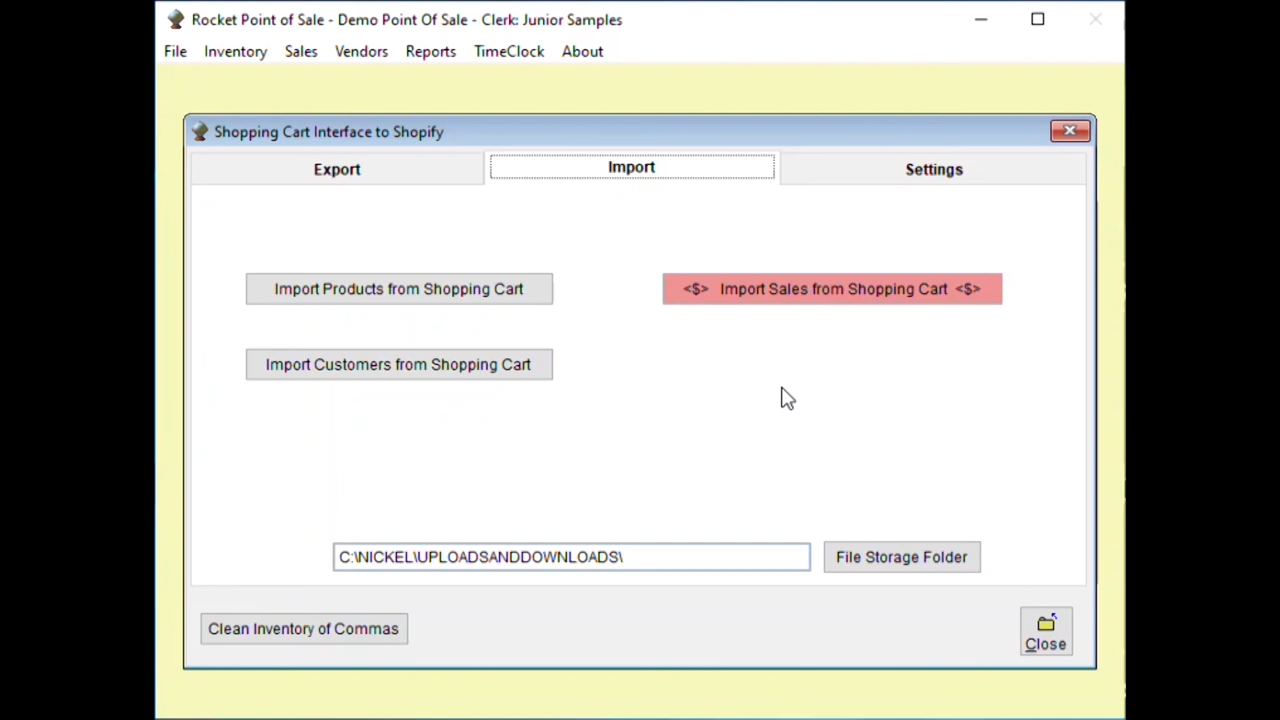 Rocket Point of Sale - Demo Point Of Sale - Clerk: Junior Samples
File Inventory Sales Vendors Reports TimeClock About
Shopping Cart Interface to Shopify
Export Import Settings
Import Products from Shopping Cart <$> Import Sales from Shopping Cart <$>
Import Customers from Shopping Cart
C:\NICKEL\UPLOADSANDDOWNLOADS\ File Storage Folder
Clean Inventory of Commas Close